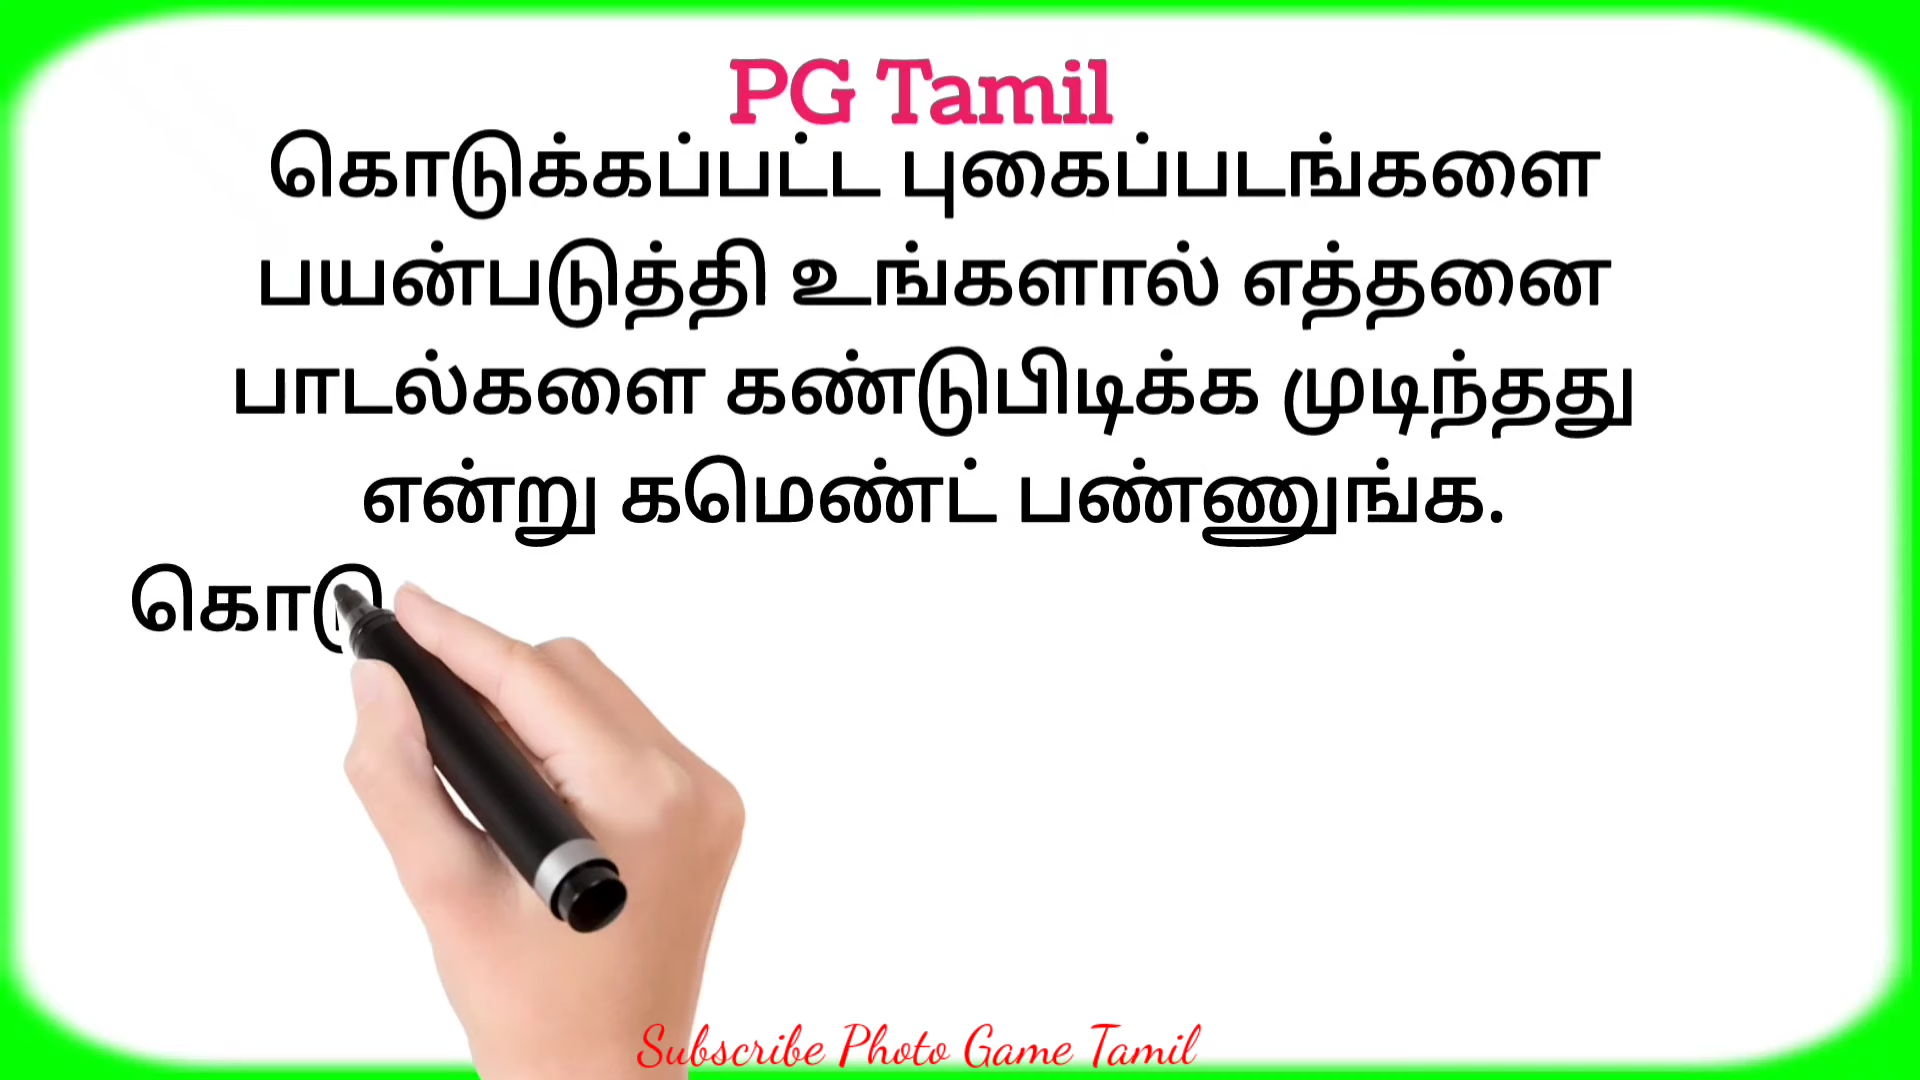 PG Tamil
கொடுக்கப்பட்ட புகைப்படங்களை
பயன்படுத்தி உங்களால் எத்தனை
பாடல்களை கண்டுபிடிக்க முடிந்தது
என்று கமெண்ட் பண்ணுங்க.
கொடு
Subscribe Photo Game Tamil